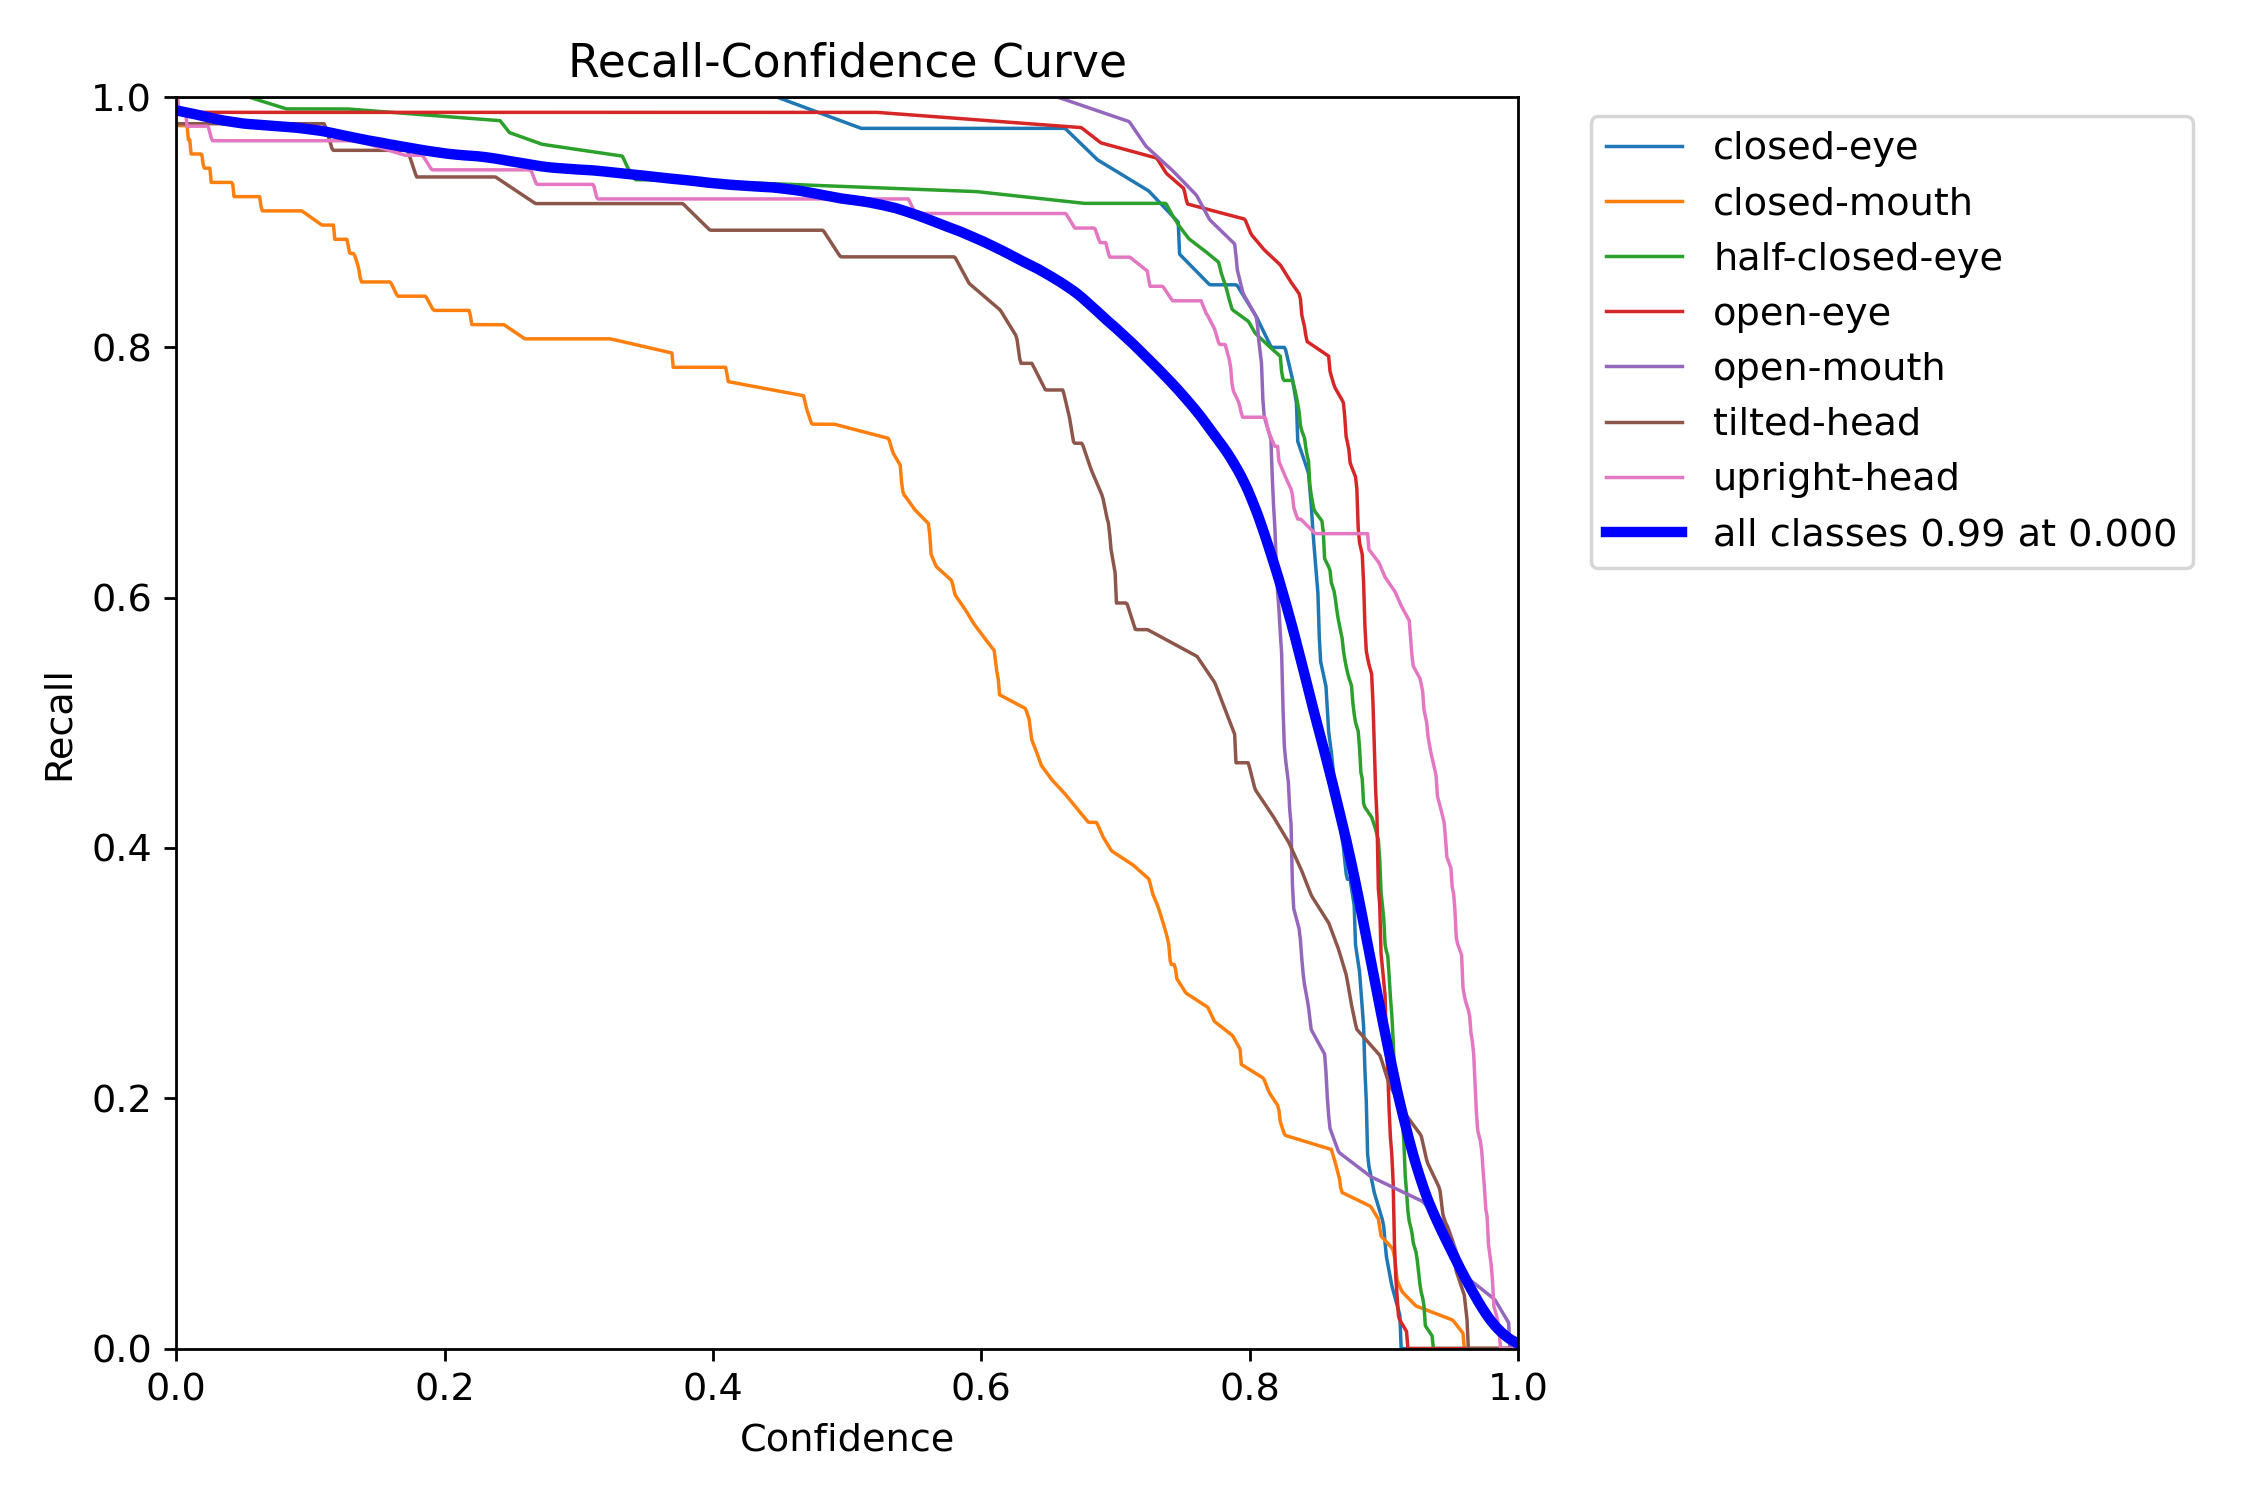 Recall-Confidence Curve
1.0
0.8
0.6
0.4
0.2
0.0
Recall
0.0 0.2 0.4 0.6 0.8 1.0
Confidence
closed-eye
closed-mouth
half-closed-eye
open-eye
open-mouth
tilted-head
upright-head
all classes 0.99 at 0.000